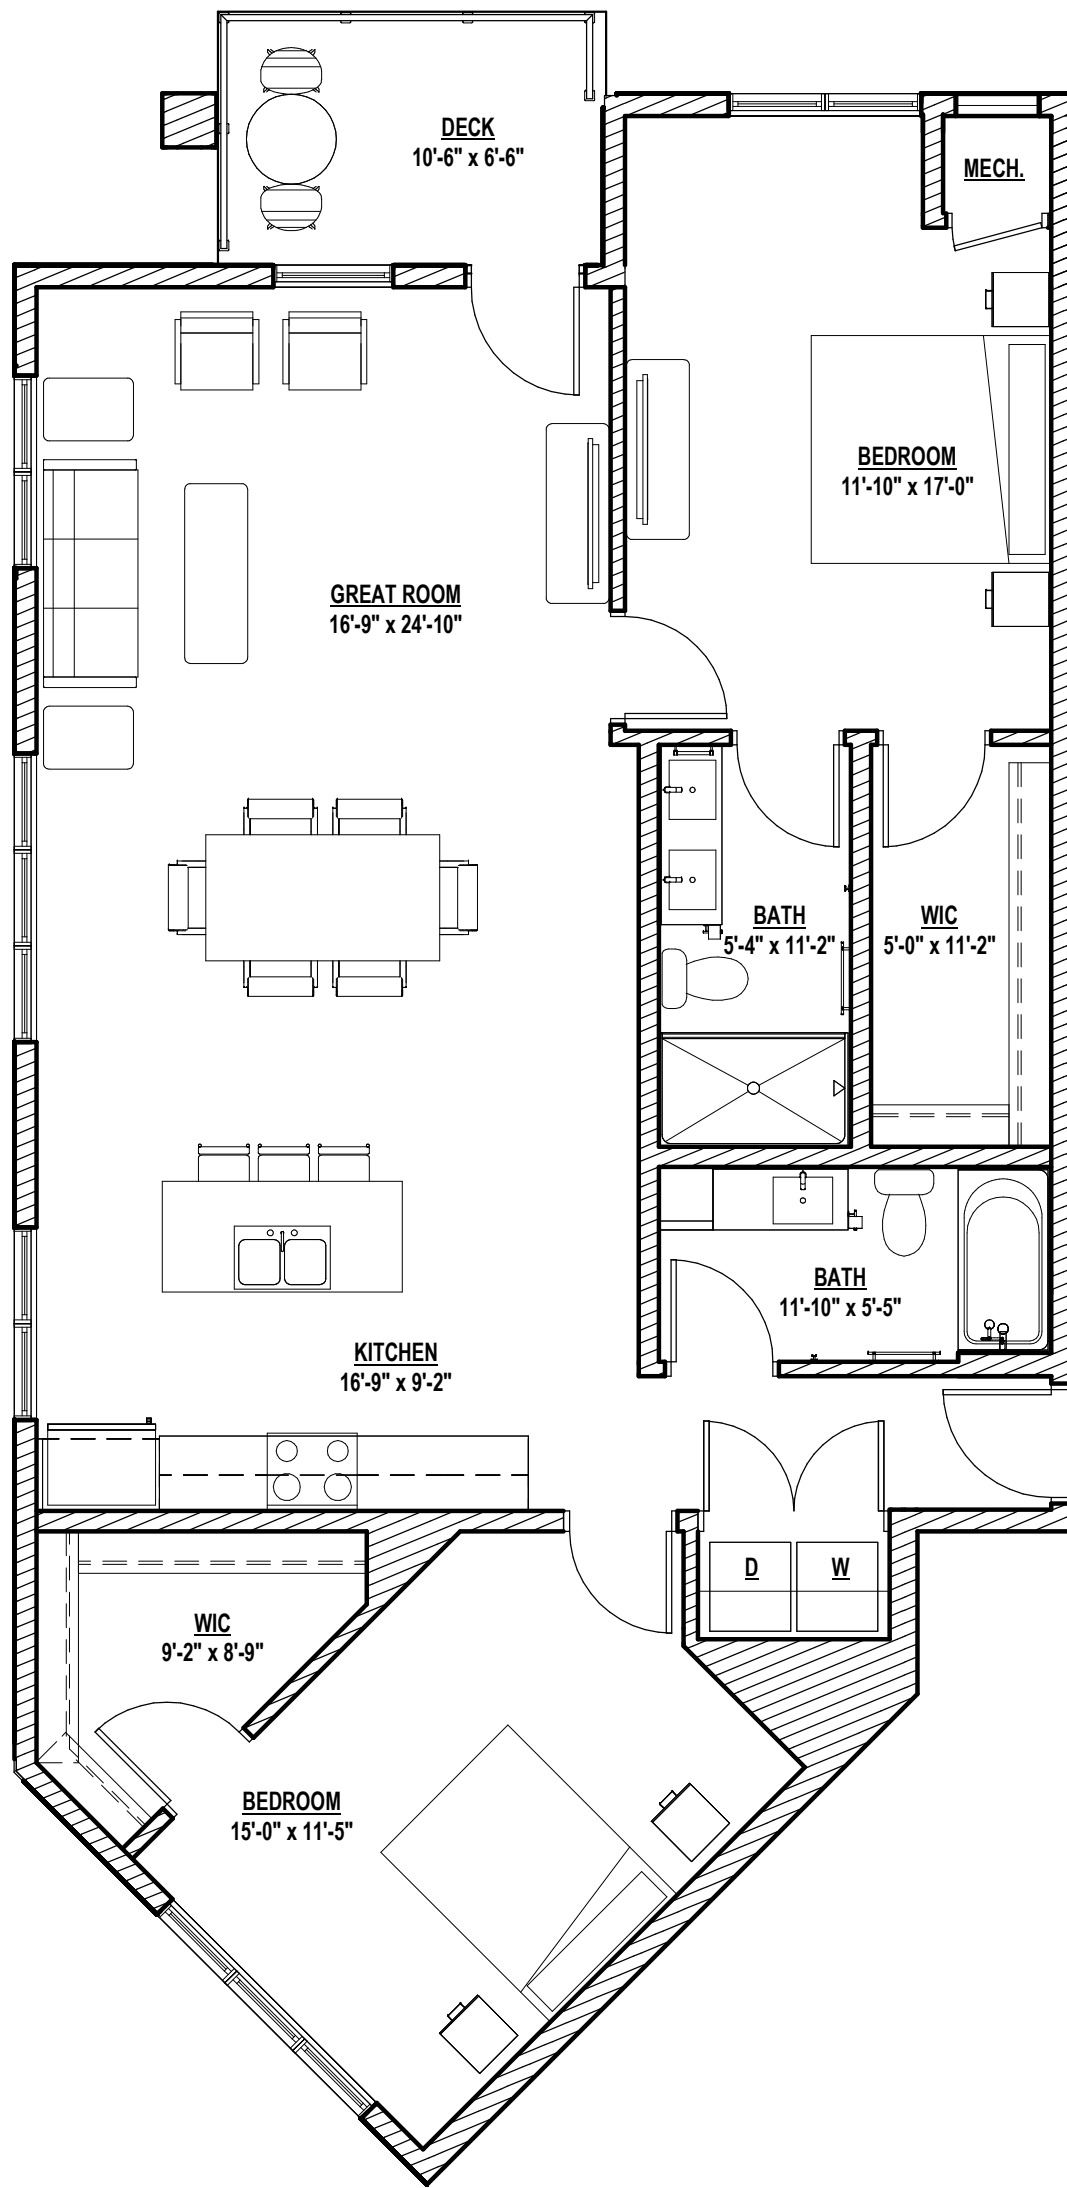 DECK
10'-6" x 6'-6"
MECH.
BEDROOM
11'-10" x 17'-0"
GREAT ROOM
16'-9" x 24'-10"
BATH
5'-4" x 11'-2"
WIC
5'-0" x 11'-2"
BATH
11'-10" x 5'-5"
KITCHEN
16'-9" x 9'-2"
D
W
WIC
9'-2" x 8'-9"
BEDROOM
15'-0" x 11'-5"